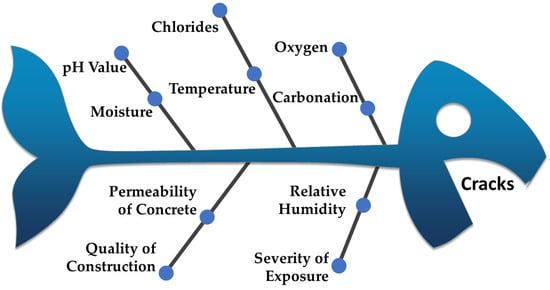 Chlorides
Oxygen
pH Value
Temperature
Carbonation
Moisture
Cracks
Permeability
of Concrete
Relative
Humidity
Quality of
Construction
Severity of
Exposure